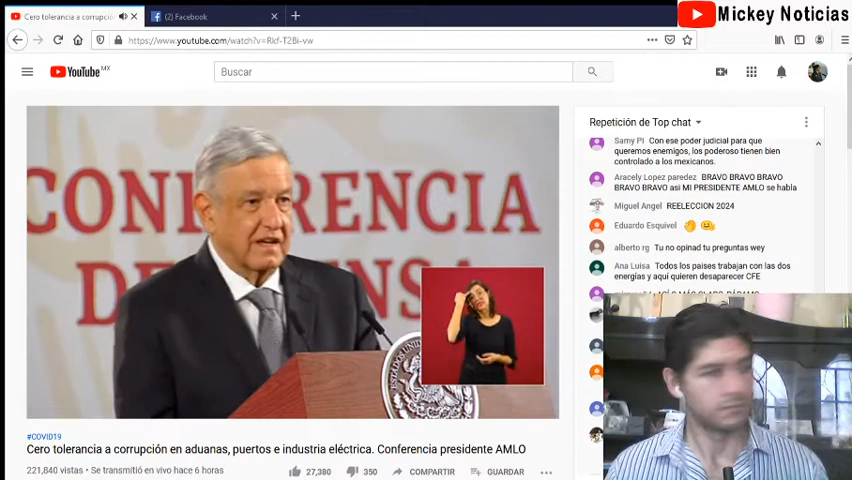 Cero tolerancia a corrupció
(2) Facebook
Mickey Noticias
https://www.youtube.com/watch?v=Rkf-T2Bi-vw
YouTube MX
Buscar
CONFERENCIA
DE PRENSA
ESTADOS UNIDOS
Repetición de Top chat
Samy Pl Con ese poder judicial para que
queremos enemigos, los poderoso tienen bien
controlado a los mexicanos.
Aracely Lopez paredez BRAVO BRAVO BRAVO
BRAVO BRAVO asi MI PRESIDENTE AMLO se habla
Miguel Angel REELECCION 2024
Eduardo Esquivel
alberto rg Tu no opinad tu preguntas wey
Ana Luisa Todos los paises trabajan con las dos
energías y aquí quieren desaparecer CFE
#COVID19
Cero tolerancia a corrupción en aduanas, puertos e industria eléctrica. Conferencia presidente AMLO
221,840 vistas • Se transmitió en vivo hace 6 horas
27,380
350
COMPARTIR
GUARDAR